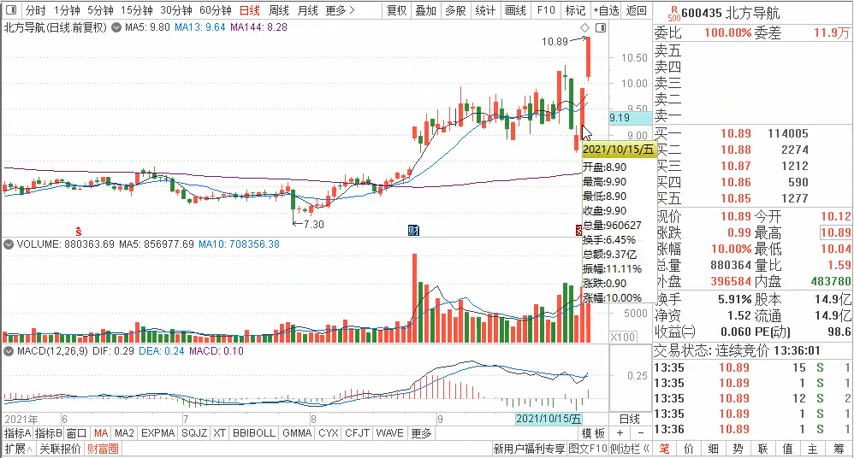 分时 1分钟 5分钟 15分钟 30分钟 60分钟 日线 周线 月线 更多 复权 叠加 多股 统计 画线 F10 标记 +自选 返回
R 500 600435 北方导航
北方导航(日线.前复权) MA5: 9.80 MA13: 9.64 MA144: 8.28
委比 100.00% 委差 11.9万
卖五
卖四
卖三
卖二
卖一
10.89
10.50
10.00
9.50
9.19
9.00
7.30
2021/10/15/五
开盘:8.90
最高:9.90
最低:8.90
收盘:9.90
总量:960627
换手:6.45%
总额:9.37亿
振幅:11.11%
涨跌:0.90
涨幅:10.00%
买一 10.89 114005
买二 10.88 2274
买三 10.87 1212
买四 10.86 590
买五 10.85 1277
现价 10.89 今开 10.12
涨跌 0.99 最高 10.89
涨幅 10.00% 最低 10.04
总量 880364 量比 1.59
外盘 396584 内盘 483780
换手 5.91% 股本 14.9亿
净资 1.52 流通 14.9亿
收益㈡ 0.060 PE(动) 98.6
交易状态: 连续竞价 13:36:01
13:35 10.89 15 S 1
13:35 10.89 1 S 1
13:35 10.89 12 S 2
13:35 10.89 1 S 1
13:36 10.89 1 S 1
ŝ
财
VOLUME: 880363.69 MA5: 856977.69 MA10: 708356.38
5000
X100
MACD(12,26,9) DIF: 0.29 DEA: 0.24 MACD: 0.10
0.25
2021年 6 7 8 9 2021/10/15/五 日线
指标A 指标B 窗口 MA MA2 EXPMA SQJZ XT BBIBOLL GMMA CYX CFJT WAVE 更多 模板 + −
扩展∧ 关联报价 财富圈 新用户福利专享 图文F10 侧边栏《 笔 价 细 势 联 值 主 筹